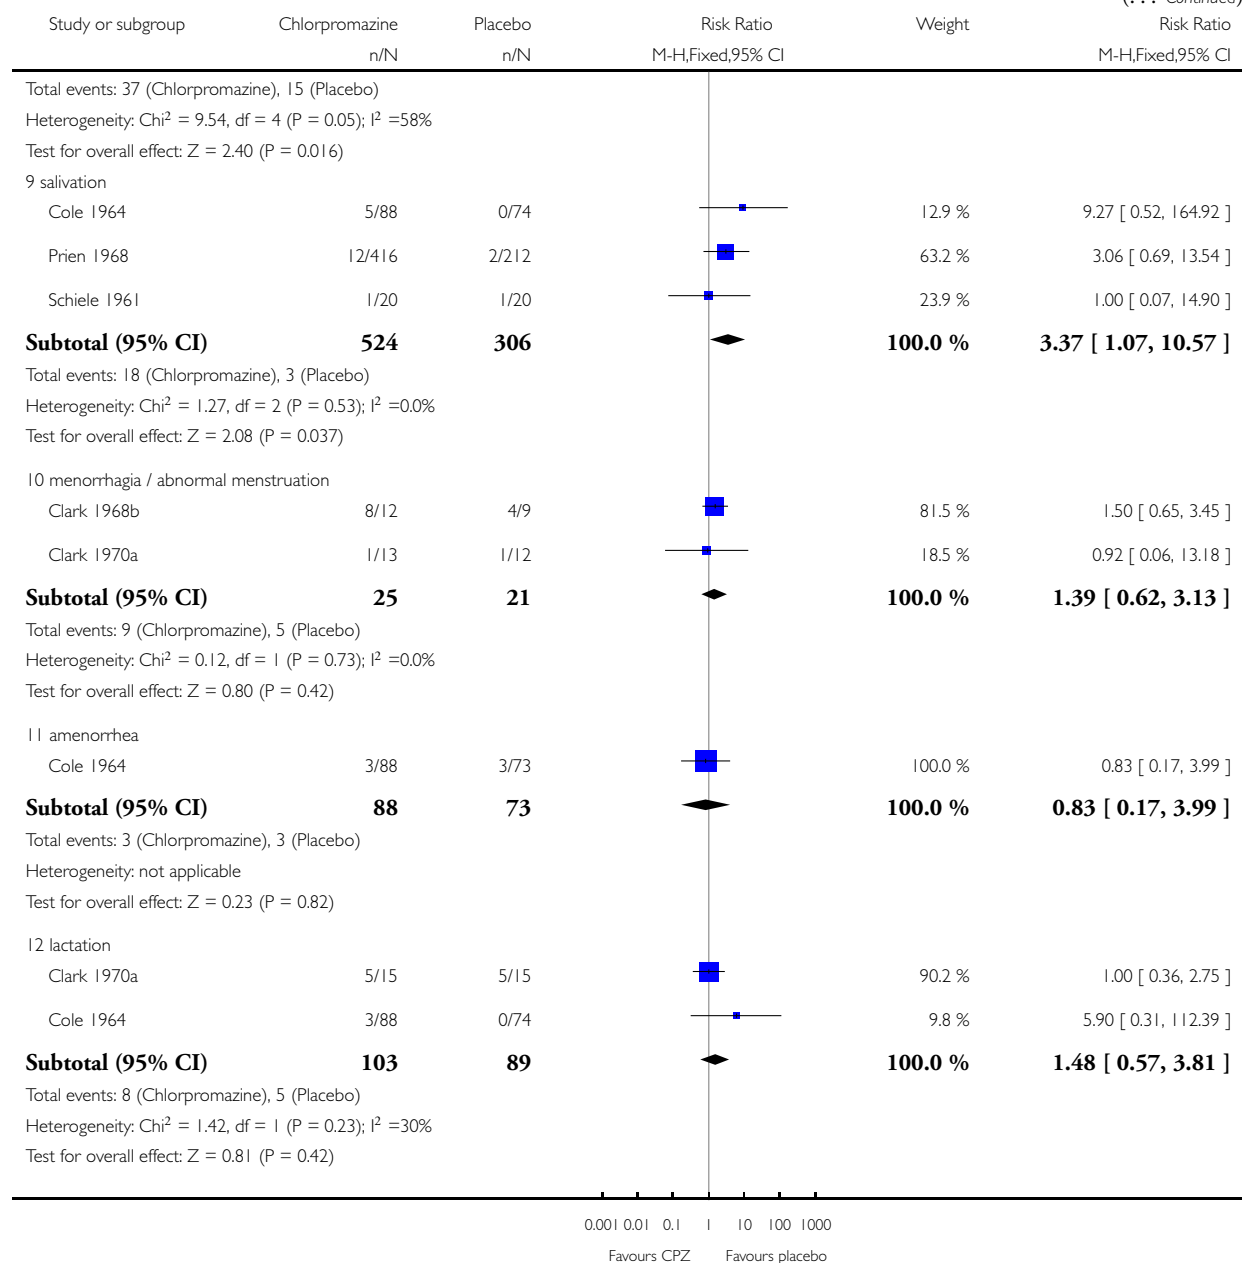 (. . . Continued)
Study or subgroup Chlorpromazine Placebo Risk Ratio Weight Risk Ratio
n/N n/N M-H,Fixed,95% CI M-H,Fixed,95% CI
Total events: 37 (Chlorpromazine), 15 (Placebo)
Heterogeneity: Chi² = 9.54, df = 4 (P = 0.05); I² =58%
Test for overall effect: Z = 2.40 (P = 0.016)
9 salivation
Cole 1964 5/88 0/74 12.9 % 9.27 [ 0.52, 164.92 ]
Prien 1968 12/416 2/212 63.2 % 3.06 [ 0.69, 13.54 ]
Schiele 1961 1/20 1/20 23.9 % 1.00 [ 0.07, 14.90 ]
Subtotal (95% CI) 524 306 100.0 % 3.37 [ 1.07, 10.57 ]
Total events: 18 (Chlorpromazine), 3 (Placebo)
Heterogeneity: Chi² = 1.27, df = 2 (P = 0.53); I² =0.0%
Test for overall effect: Z = 2.08 (P = 0.037)
10 menorrhagia / abnormal menstruation
Clark 1968b 8/12 4/9 81.5 % 1.50 [ 0.65, 3.45 ]
Clark 1970a 1/13 1/12 18.5 % 0.92 [ 0.06, 13.18 ]
Subtotal (95% CI) 25 21 100.0 % 1.39 [ 0.62, 3.13 ]
Total events: 9 (Chlorpromazine), 5 (Placebo)
Heterogeneity: Chi² = 0.12, df = 1 (P = 0.73); I² =0.0%
Test for overall effect: Z = 0.80 (P = 0.42)
11 amenorrhea
Cole 1964 3/88 3/73 100.0 % 0.83 [ 0.17, 3.99 ]
Subtotal (95% CI) 88 73 100.0 % 0.83 [ 0.17, 3.99 ]
Total events: 3 (Chlorpromazine), 3 (Placebo)
Heterogeneity: not applicable
Test for overall effect: Z = 0.23 (P = 0.82)
12 lactation
Clark 1970a 5/15 5/15 90.2 % 1.00 [ 0.36, 2.75 ]
Cole 1964 3/88 0/74 9.8 % 5.90 [ 0.31, 112.39 ]
Subtotal (95% CI) 103 89 100.0 % 1.48 [ 0.57, 3.81 ]
Total events: 8 (Chlorpromazine), 5 (Placebo)
Heterogeneity: Chi² = 1.42, df = 1 (P = 0.23); I² =30%
Test for overall effect: Z = 0.81 (P = 0.42)
0.001 0.01 0.1 1 10 100 1000
Favours CPZ Favours placebo